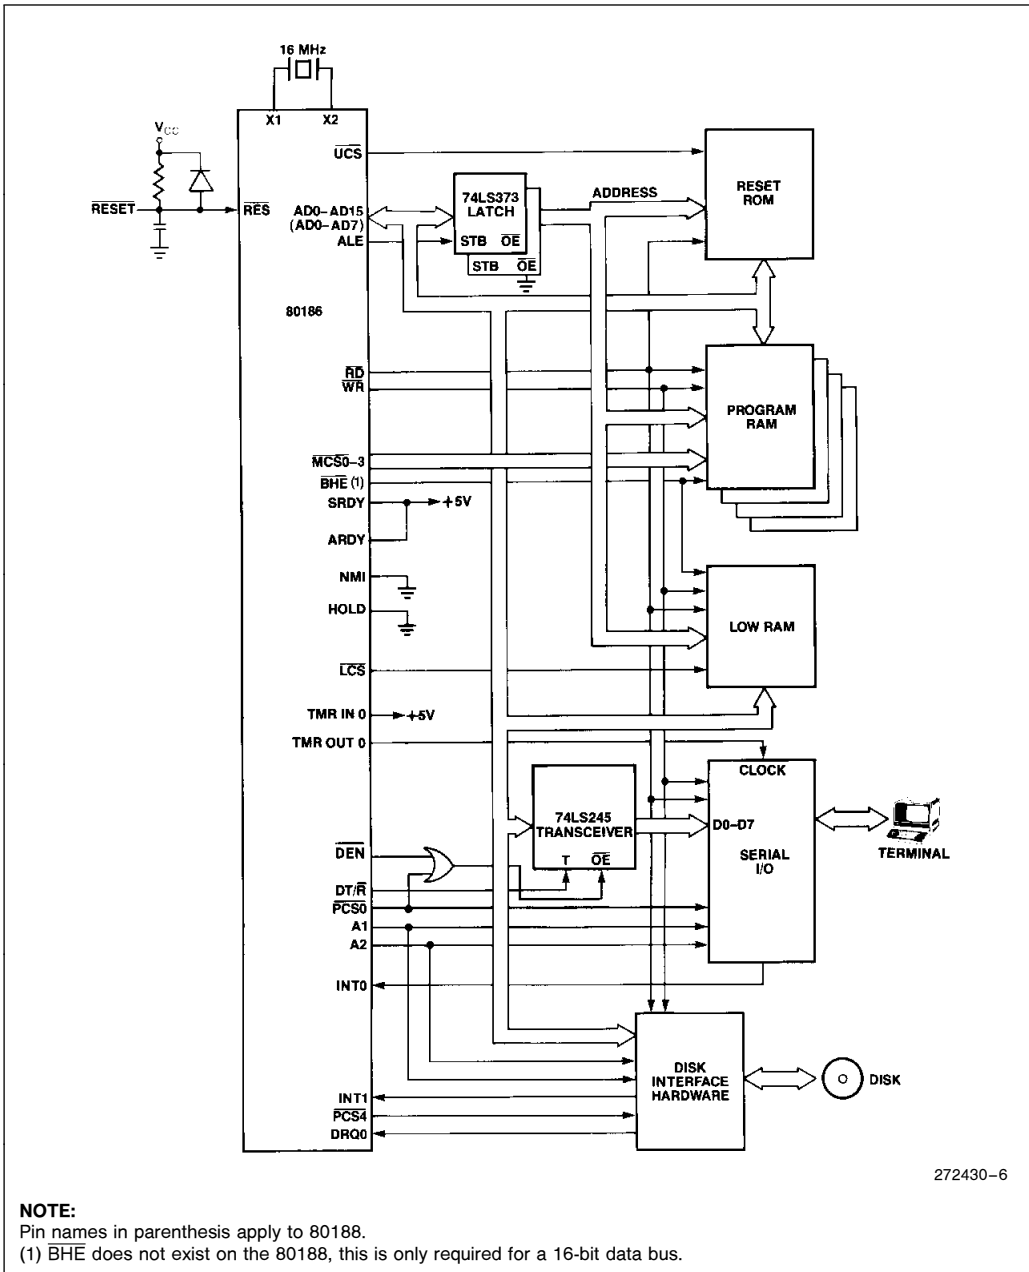 16 MHz
X1 X2
V_CC
RESET
RES
UCS
AD0–AD15
(AD0–AD7)
ALE
80186
RD
WR
MCS0–3
BHE (1)
SRDY
+5V
ARDY
NMI
HOLD
LCS
TMR IN 0
+5V
TMR OUT 0
DEN
DT/R
PCS0
A1
A2
INT0
INT1
PCS4
DRQ0
74LS373
LATCH
STB OE
STB OE
ADDRESS
RESET
ROM
PROGRAM
RAM
LOW RAM
74LS245
TRANSCEIVER
T OE
CLOCK
D0–D7
SERIAL
I/O
TERMINAL
DISK
INTERFACE
HARDWARE
DISK
272430–6
NOTE:
Pin names in parenthesis apply to 80188.
(1) BHE does not exist on the 80188, this is only required for a 16-bit data bus.